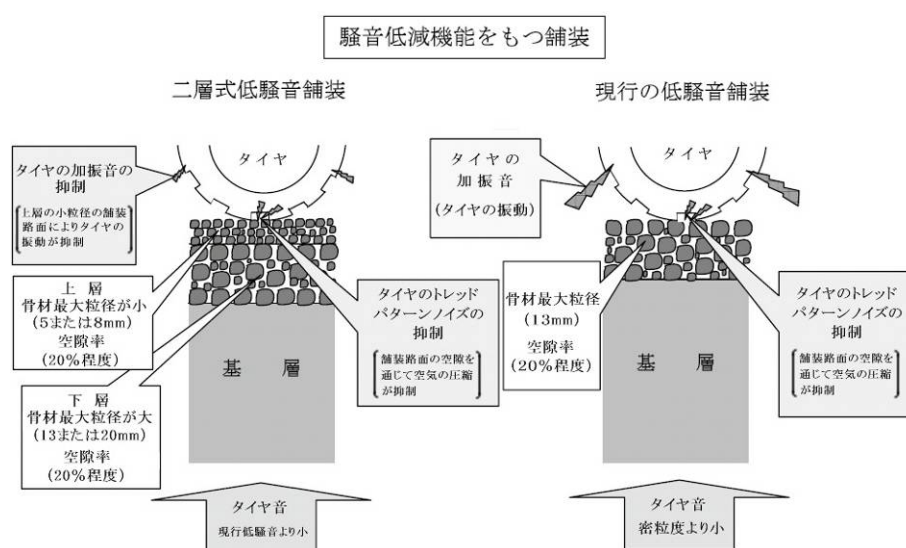 騒音低減機能をもつ舗装
二層式低騒音舗装
タイヤ
タイヤの加振音の
抑制
上層の小粒径の舗装
路面によりタイヤの
振動が抑制
上 層
骨材最大粒径が小
(5または8mm)
空隙率
(20%程度)
下 層
骨材最大粒径が大
(13または20mm)
空隙率
(20%程度)
タイヤのトレッド
パターンノイズの
抑制
舗装路面の空隙を
通じて空気の圧縮
が抑制
基 層
タイヤ音
現行低騒音より小
現行の低騒音舗装
タイヤ
タイヤの
加振音
(タイヤの振動)
骨材最大粒径
(13mm)
空隙率
(20%程度)
タイヤのトレッド
パターンノイズの
抑制
舗装路面の空隙を
通じて空気の圧縮
が抑制
基 層
タイヤ音
密粒度より小